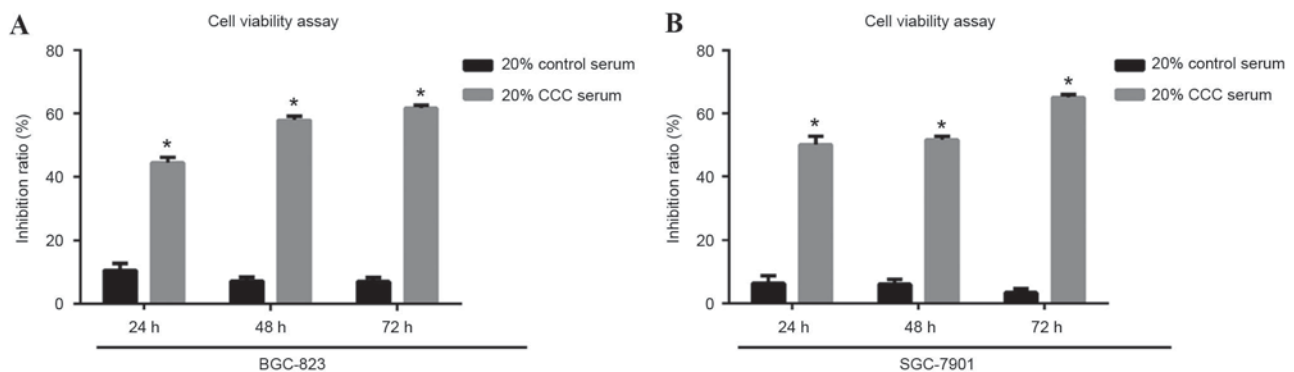 A
Cell viability assay
80
60
40
20
0
Inhibition ratio (%)
*
*
*
24 h
48 h
72 h
BGC-823
20% control serum
20% CCC serum
B
Cell viability assay
80
60
40
20
0
Inhibition ratio (%)
*
*
*
24 h
48 h
72 h
SGC-7901
20% control serum
20% CCC serum